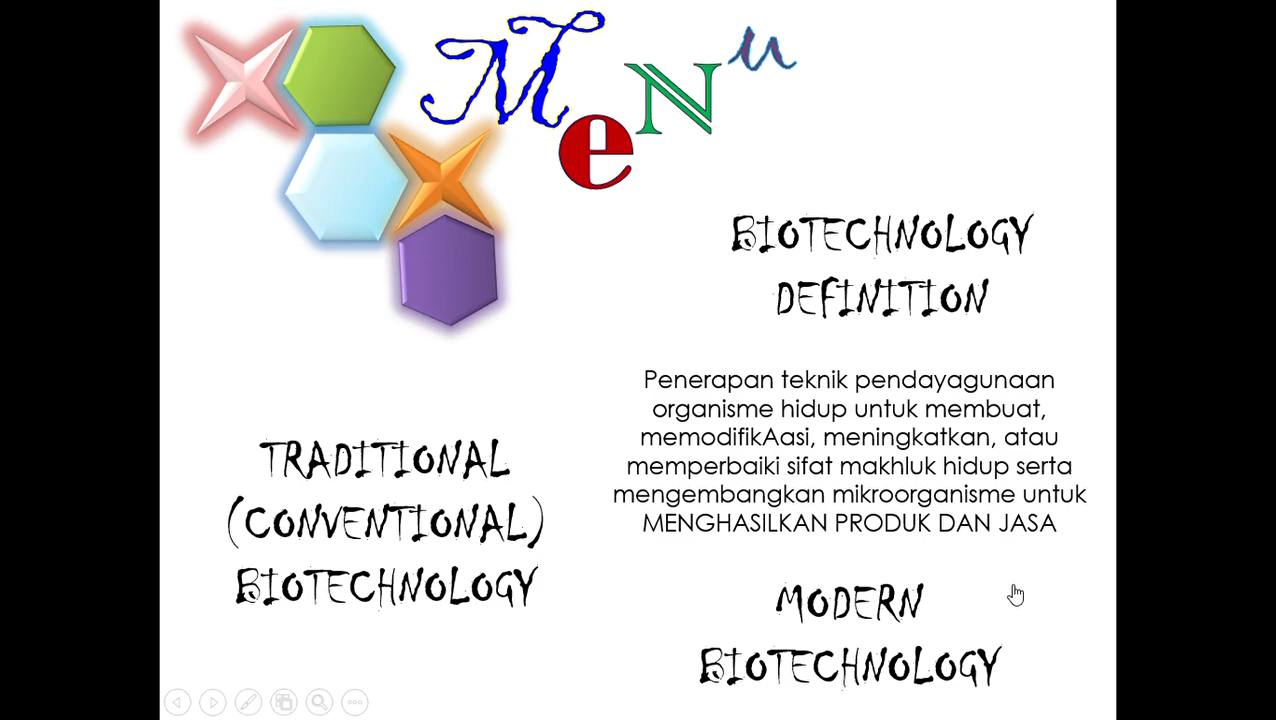 MeNu
BIOTECHNOLOGY
DEFINITION
Penerapan teknik pendayagunaan
organisme hidup untuk membuat,
memodifikAasi, meningkatkan, atau
memperbaiki sifat makhluk hidup serta
mengembangkan mikroorganisme untuk
MENGHASILKAN PRODUK DAN JASA
TRADITIONAL
(CONVENTIONAL)
BIOTECHNOLOGY
MODERN
BIOTECHNOLOGY